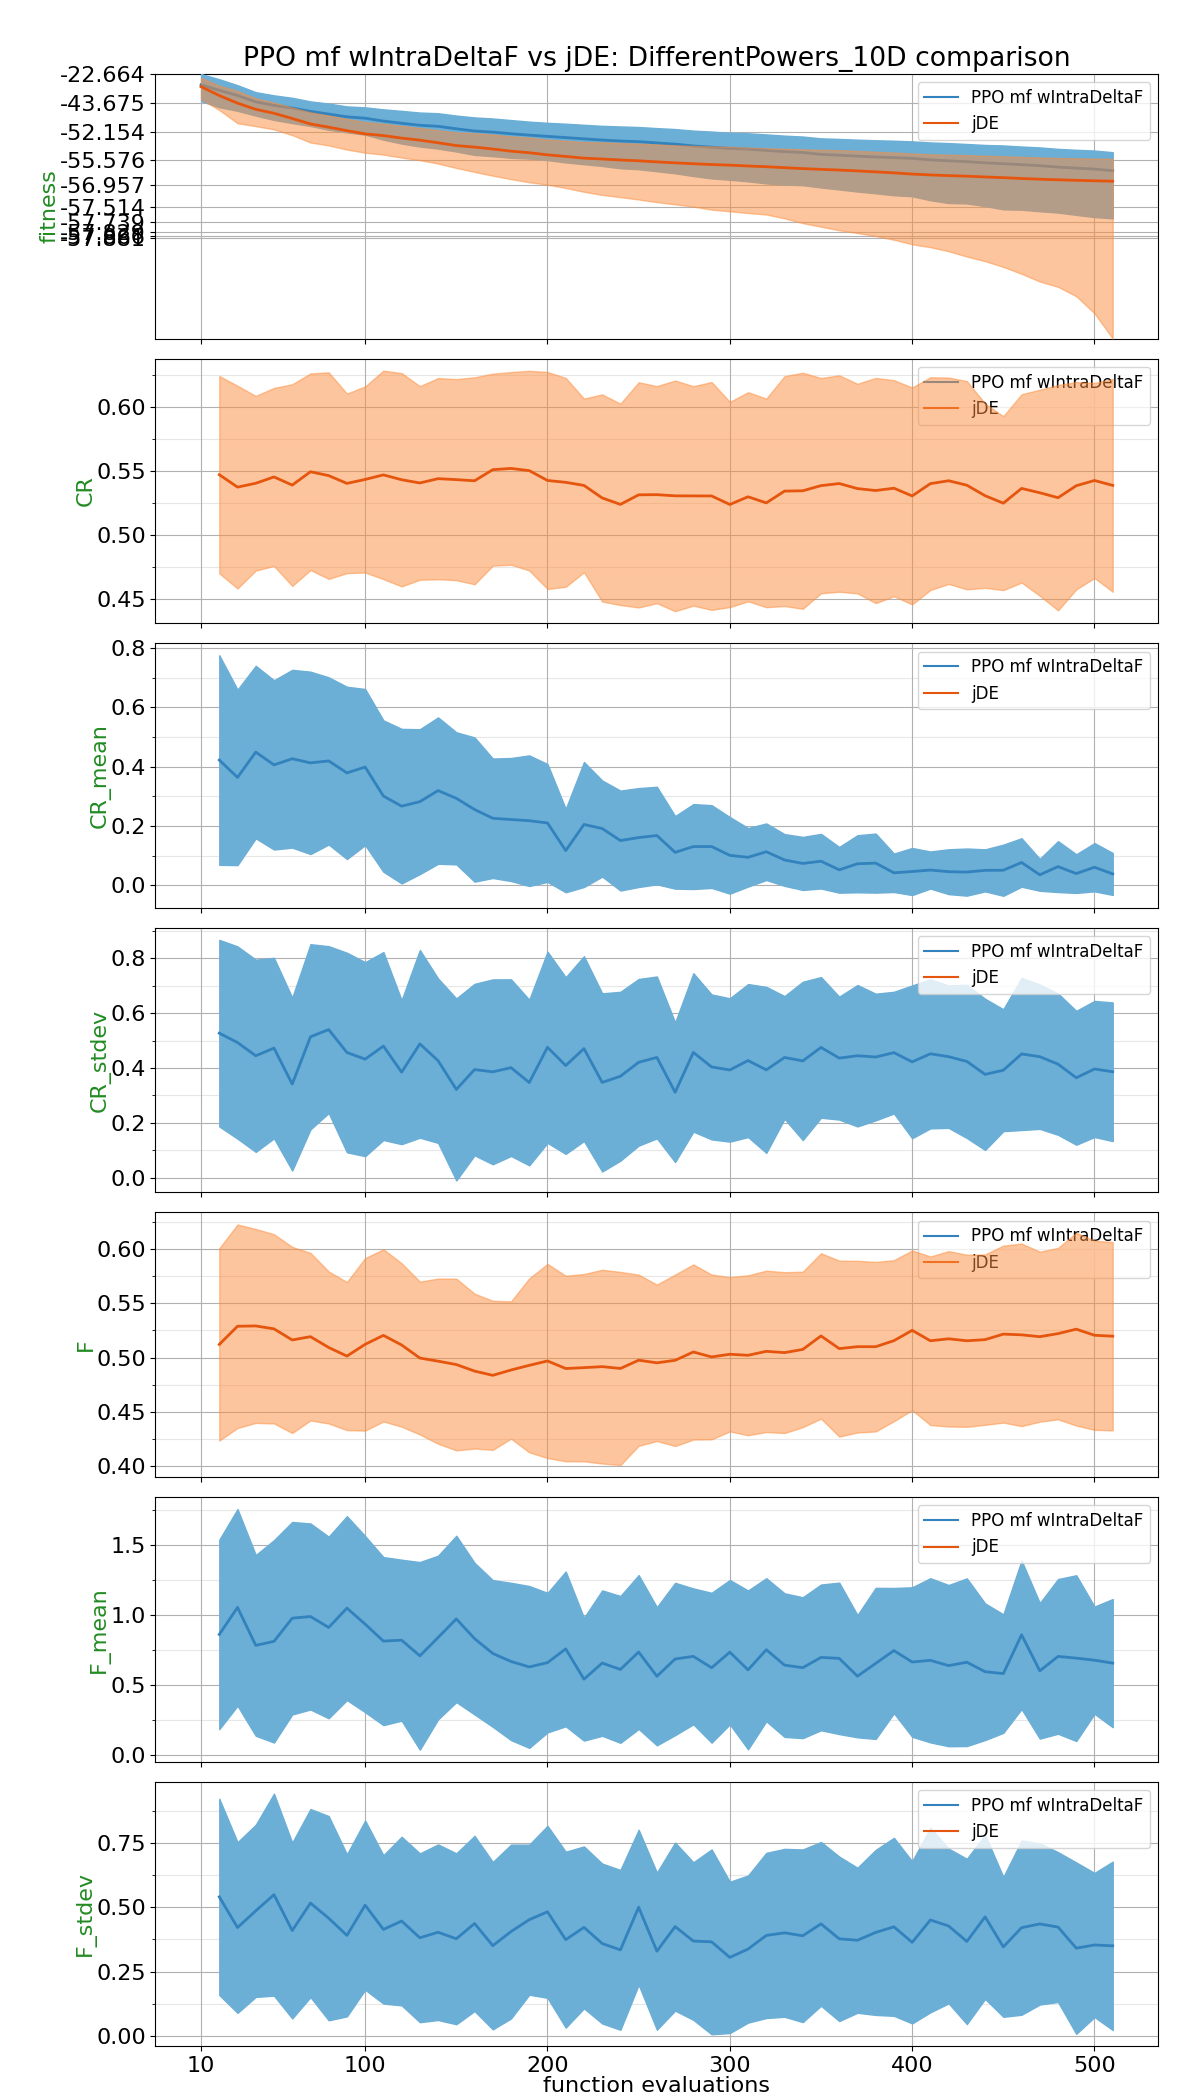 PPO mf wIntraDeltaF vs jDE: DifferentPowers_10D comparison
-22.664
-43.675
-52.154
-55.576
-56.957
-57.514
-57.739
fitness
PPO mf wIntraDeltaF
jDE
0.60
0.55
0.50
0.45
CR
PPO mf wIntraDeltaF
jDE
0.8
0.6
0.4
0.2
0.0
CR_mean
PPO mf wIntraDeltaF
jDE
0.8
0.6
0.4
0.2
0.0
CR_stdev
PPO mf wIntraDeltaF
jDE
0.60
0.55
0.50
0.45
0.40
F
PPO mf wIntraDeltaF
jDE
1.5
1.0
0.5
0.0
F_mean
PPO mf wIntraDeltaF
jDE
0.75
0.50
0.25
0.00
F_stdev
PPO mf wIntraDeltaF
jDE
10 100 200 300 400 500
function evaluations